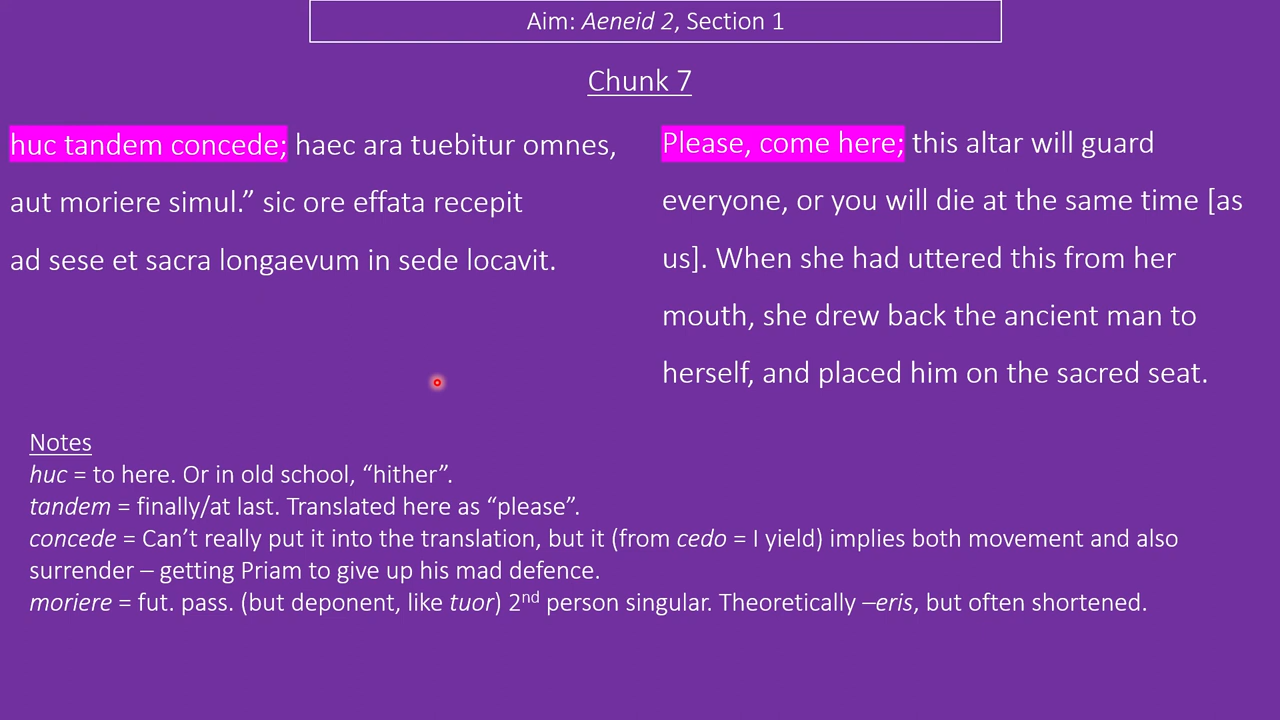 Aim: Aeneid 2, Section 1
Chunk 7
huc tandem concede; haec ara tuebitur omnes,
aut moriere simul.” sic ore effata recepit
ad sese et sacra longaevum in sede locavit.
Please, come here; this altar will guard
everyone, or you will die at the same time [as
us]. When she had uttered this from her
mouth, she drew back the ancient man to
herself, and placed him on the sacred seat.
Notes
huc = to here. Or in old school, “hither”.
tandem = finally/at last. Translated here as “please”.
concede = Can’t really put it into the translation, but it (from cedo = I yield) implies both movement and also
surrender – getting Priam to give up his mad defence.
moriere = fut. pass. (but deponent, like tuor) 2nd person singular. Theoretically –eris, but often shortened.